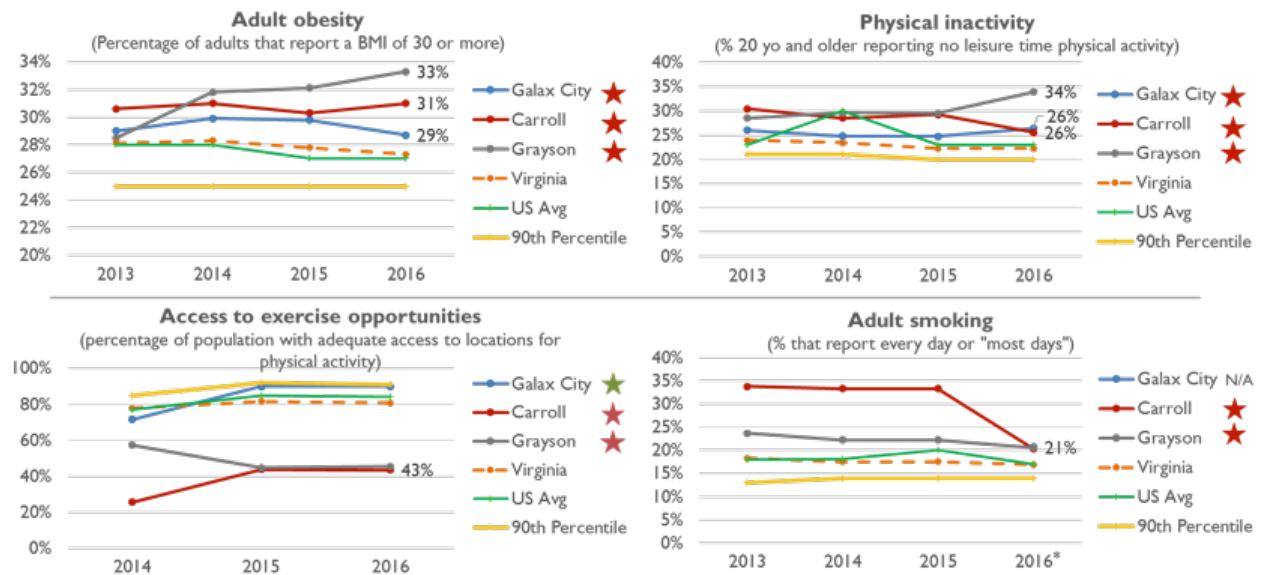 Adult obesity
(Percentage of adults that report a BMI of 30 or more)
34%
32%
30%
28%
26%
24%
22%
20%
33%
31%
29%
2013 2014 2015 2016
Galax City
Carroll
Grayson
Virginia
US Avg
90th Percentile
Physical inactivity
(% 20 yo and older reporting no leisure time physical activity)
40%
35%
30%
25%
20%
15%
10%
5%
0%
34%
26%
26%
2013 2014 2015 2016
Galax City
Carroll
Grayson
Virginia
US Avg
90th Percentile
Access to exercise opportunities
(percentage of population with adequate access to locations for
physical activity)
100%
80%
60%
40%
20%
0%
43%
2014 2015 2016
Galax City
Carroll
Grayson
Virginia
US Avg
90th Percentile
Adult smoking
(% that report every day or "most days")
40%
35%
30%
25%
20%
15%
10%
5%
0%
21%
2013 2014 2015 2016*
Galax City N/A
Carroll
Grayson
Virginia
US Avg
90th Percentile